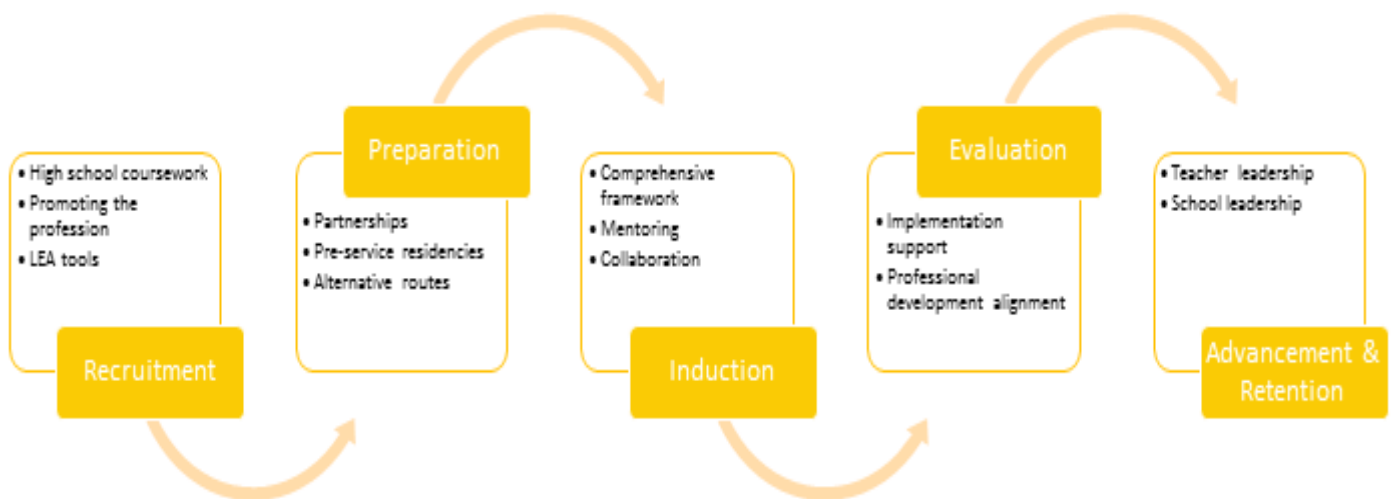 • High school coursework
• Promoting the
profession
• LEA tools
Recruitment
Preparation
• Partnerships
• Pre-service residencies
• Alternative routes
• Comprehensive
framework
• Mentoring
• Collaboration
Induction
Evaluation
• Implementation
support
• Professional
development alignment
• Teacher leadership
• School leadership
Advancement &
Retention